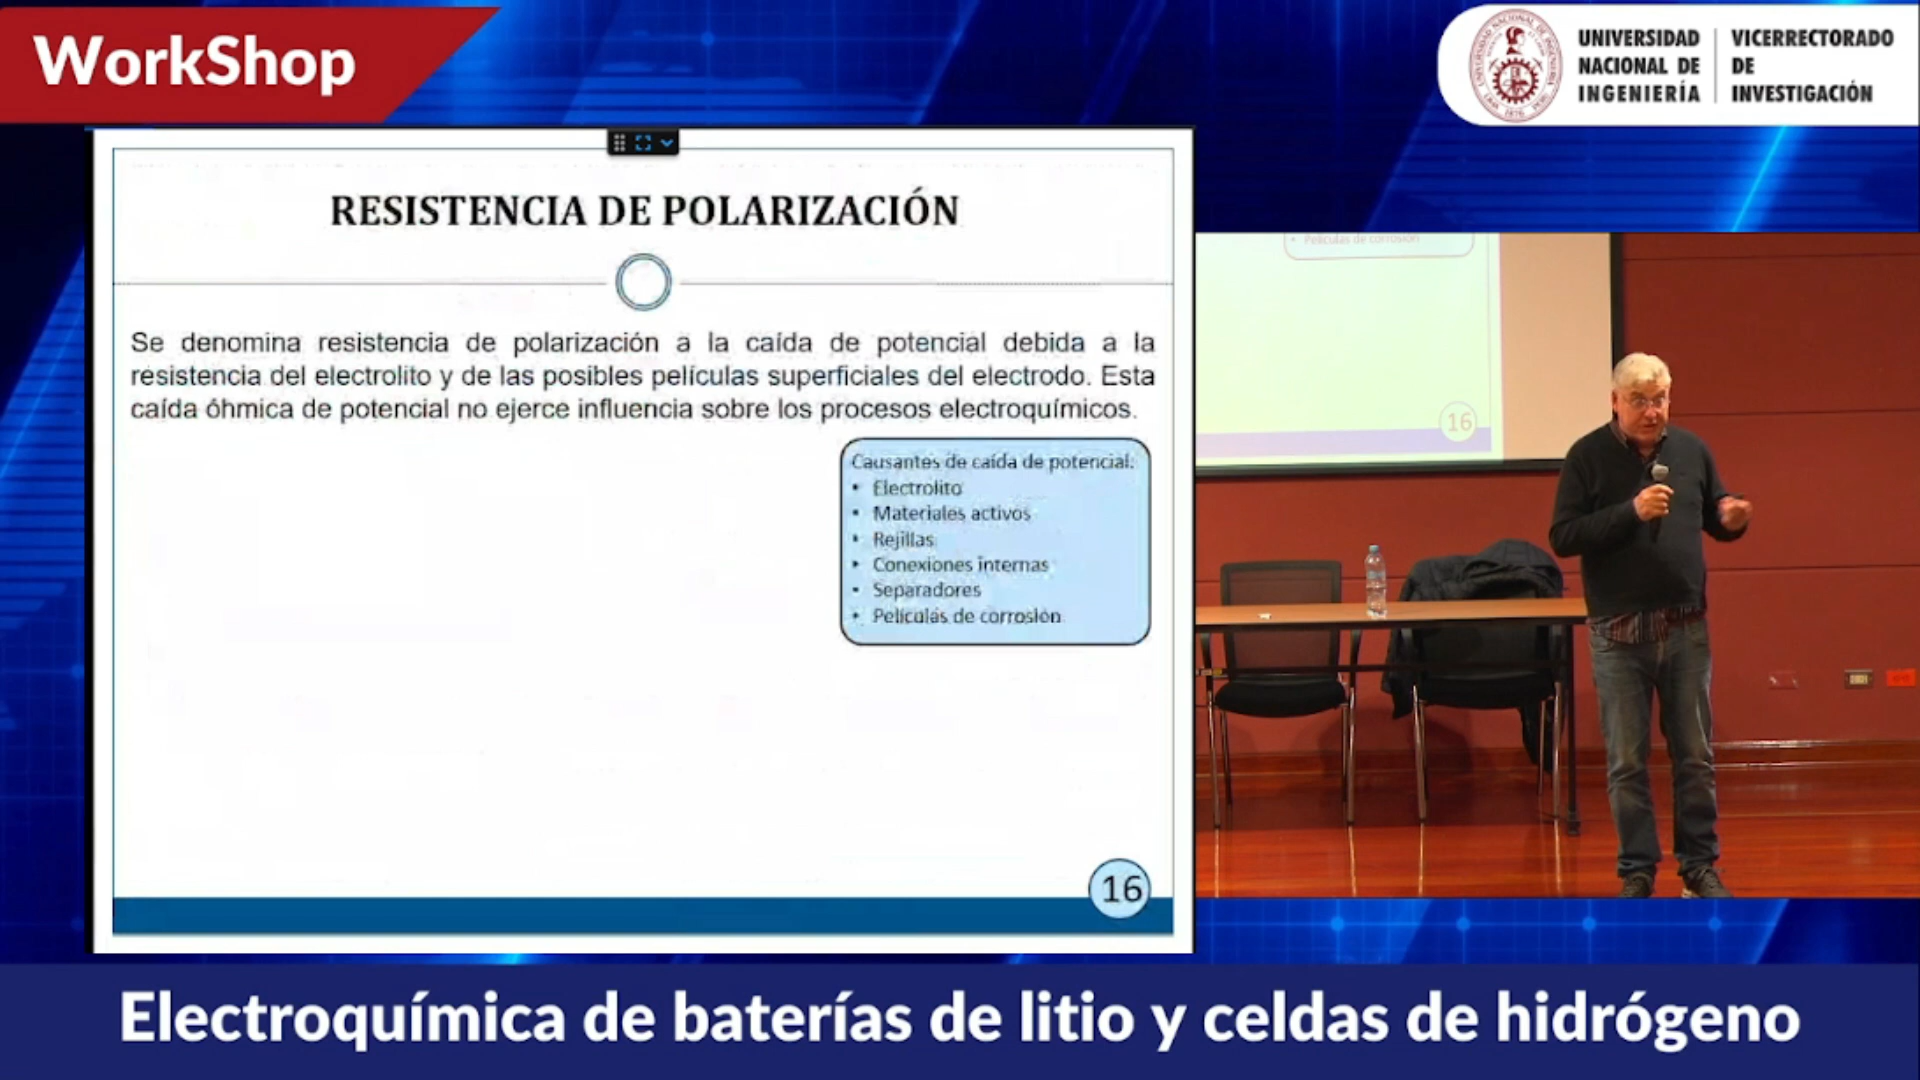 WorkShop
UNIVERSIDAD
NACIONAL DE
INGENIERÍA
VICERRECTORADO
DE
INVESTIGACIÓN
RESISTENCIA DE POLARIZACIÓN
Se denomina resistencia de polarización a la caída de potencial debida a la
resistencia del electrolito y de las posibles películas superficiales del electrodo. Esta
caída óhmica de potencial no ejerce influencia sobre los procesos electroquímicos.
Causantes de caída de potencial:
• Electrolito
• Materiales activos
• Rejillas
• Conexiones internas
• Separadores
• Películas de corrosión
16
• Películas de corrosión
16
Electroquímica de baterías de litio y celdas de hidrógeno